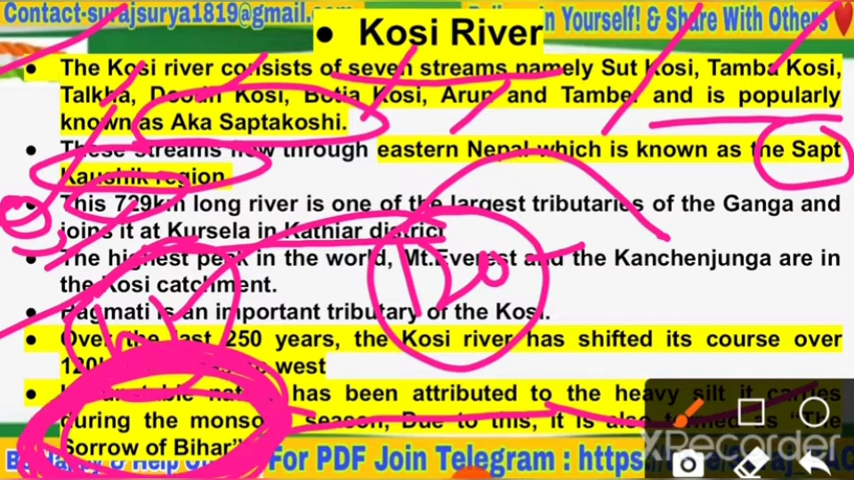 Contact-surajsurya1819@gmail.com in Yourself! & Share With Others
● Kosi River
● The Kosi river consists of seven streams namely Sut Kosi, Tamba Kosi,
Talkha, Doodh Kosi, Botia Kosi, Arun and Tamber and is popularly
known as Aka Saptakoshi.
● These streams flow through eastern Nepal which is known as the Sapt
Kaushik region.
● This 729km long river is one of the largest tributaries of the Ganga and
joins it at Kursela in Kathiar district
● The highest peak in the world, Mt.Everest and the Kanchenjunga are in
the Kosi catchment.
● Bagmati is an important tributary of the Kosi.
● Over the last 250 years, the Kosi river has shifted its course over
to west
● nature has been attributed to the heavy silt it carries
during the monsoon season, Due to this, it is also termed as "The
Sorrow of Bihar"
120
For PDF Join Telegram : https:
XRecorder